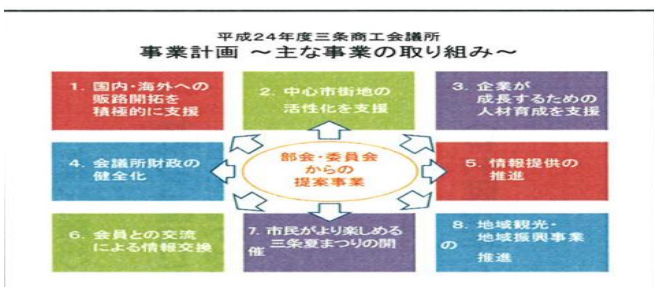 平成24年度三条商工会議所
事業計画 ～主な事業の取り組み～
1. 国内・海外への
販路開拓を
積極的に支援
2. 中心市街地の
活性化を支援
3. 企業が
成長するための
人材育成を支援
4. 会議所財政の
健全化
部会・委員会
からの
提案事業
5. 情報提供の
推進
6. 会員との交流
による情報交換
7. 市民がより楽しめる
三条夏まつりの開
催
8. 地域観光・
地域振興事業
の
推進